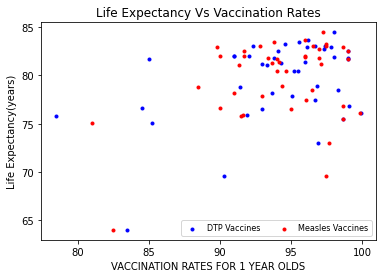 Life Expectancy Vs Vaccination Rates
85
80
75
70
65
Life Expectancy(years)
80
85
90
95
100
VACCINATION RATES FOR 1 YEAR OLDS
DTP Vaccines
Measles Vaccines